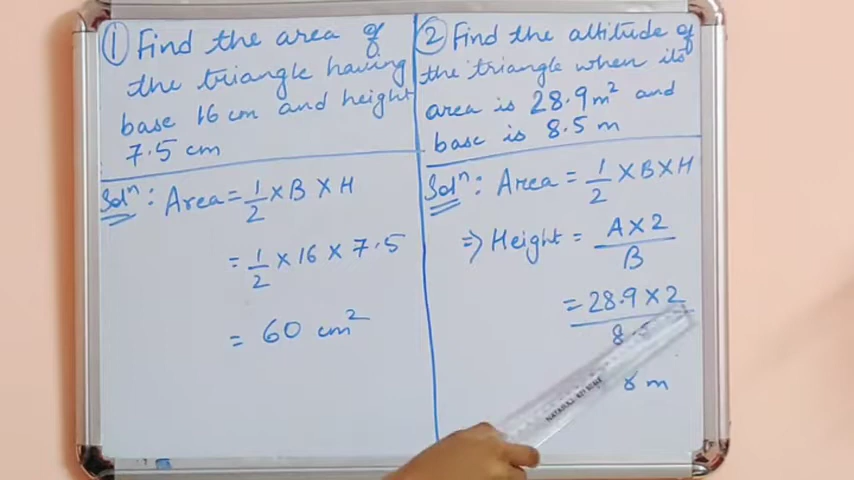 ① Find the area of
the triangle having
base 16 cm and height
7.5 cm
Solⁿ: Area = 1/2 × B × H
= 1/2 × 16 × 7.5
= 60 cm²
② Find the altitude of
the triangle when its
area is 28.9 m² and
base is 8.5 m
Solⁿ: Area = 1/2 × B × H
⇒ Height = A × 2 / B
= 28.9 × 2 / 8.
8 m